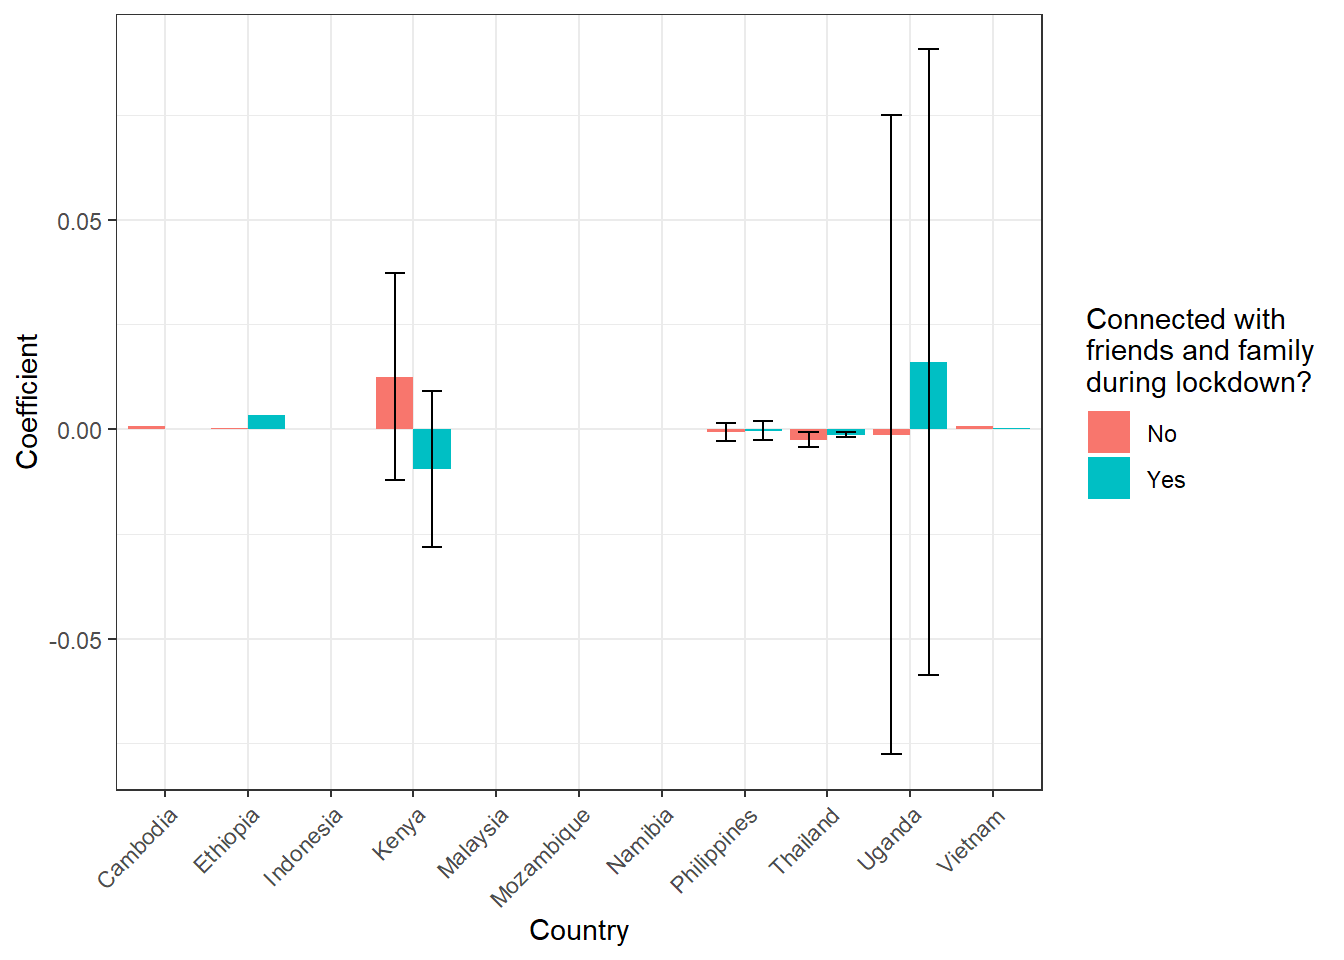 0.05
0.00
-0.05
Coefficient
Cambodia
Ethiopia
Indonesia
Kenya
Malaysia
Mozambique
Namibia
Philippines
Thailand
Uganda
Vietnam
Country
Connected with
friends and family
during lockdown?
No
Yes